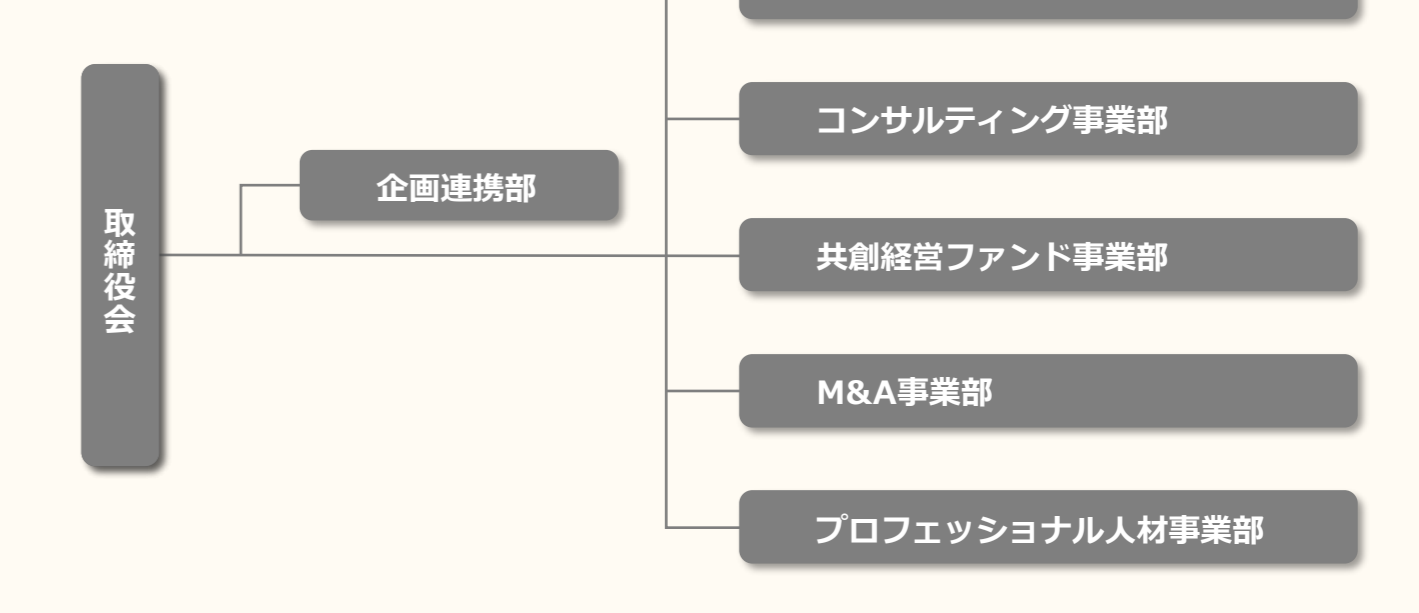 取締役会
企画連携部
コンサルティング事業部
共創経営ファンド事業部
M&A事業部
プロフェッショナル人材事業部